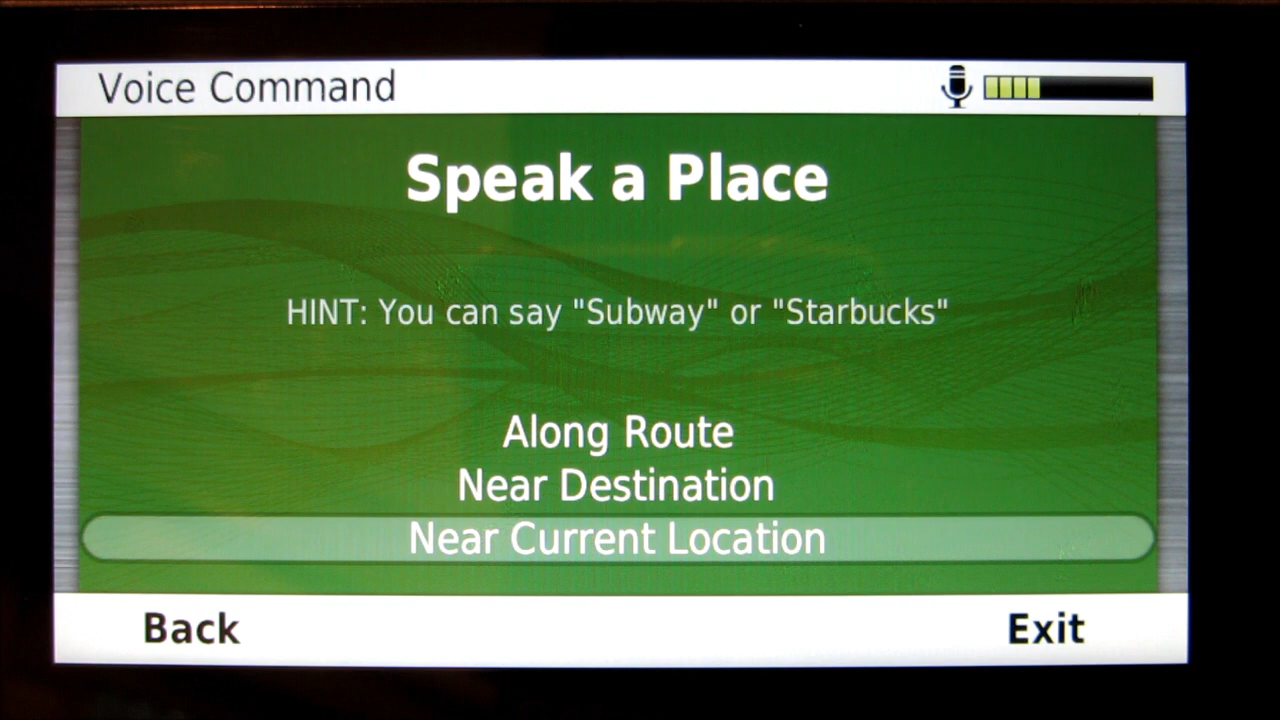 Voice Command
Speak a Place
HINT: You can say "Subway" or "Starbucks"
Along Route
Near Destination
Near Current Location
Back
Exit